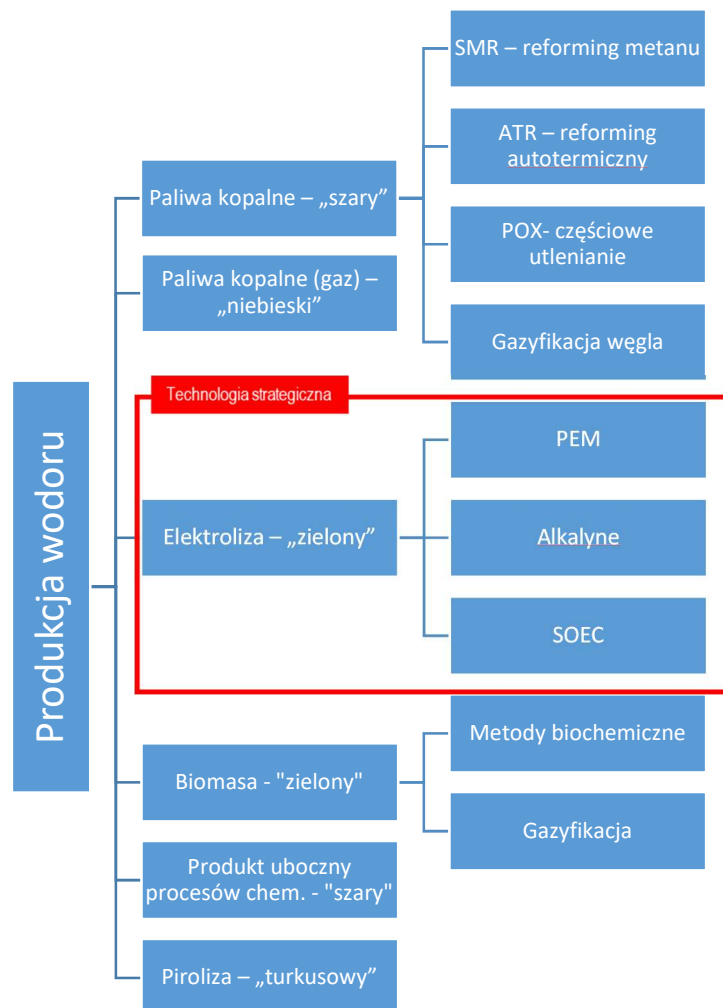 Produkcja wodoru
Paliwa kopalne – „szary”
SMR – reforming metanu
ATR – reforming
autotermiczny
POX- częściowe
utlenianie
Gazyfikacja węgla
Paliwa kopalne (gaz) –
„niebieski”
Technologia strategiczna
Elektroliza – „zielony”
PEM
Alkalyne
SOEC
Biomasa - "zielony"
Metody biochemiczne
Gazyfikacja
Produkt uboczny
procesów chem. - "szary"
Piroliza – „turkusowy”